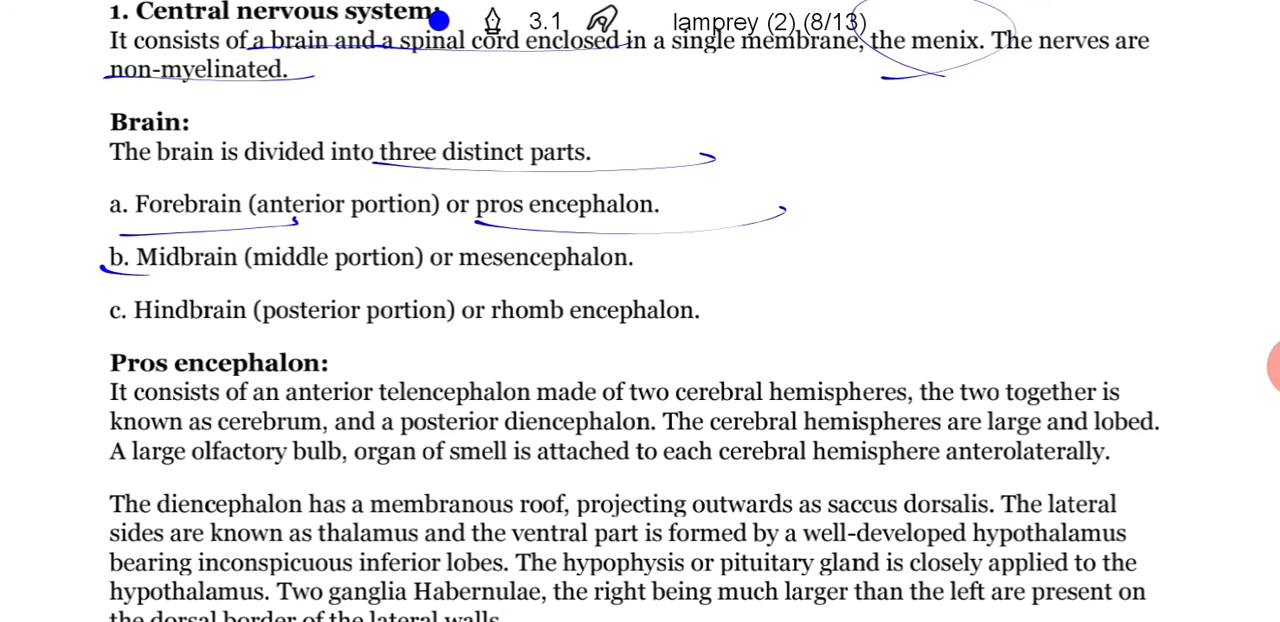 1. Central nervous system:
3.1
lamprey (2) (8/13)
It consists of a brain and a spinal cord enclosed in a single membrane, the menix. The nerves are
non-myelinated.
Brain:
The brain is divided into three distinct parts.
a. Forebrain (anterior portion) or pros encephalon.
b. Midbrain (middle portion) or mesencephalon.
c. Hindbrain (posterior portion) or rhomb encephalon.
Pros encephalon:
It consists of an anterior telencephalon made of two cerebral hemispheres, the two together is
known as cerebrum, and a posterior diencephalon. The cerebral hemispheres are large and lobed.
A large olfactory bulb, organ of smell is attached to each cerebral hemisphere anterolaterally.
The diencephalon has a membranous roof, projecting outwards as saccus dorsalis. The lateral
sides are known as thalamus and the ventral part is formed by a well-developed hypothalamus
bearing inconspicuous inferior lobes. The hypophysis or pituitary gland is closely applied to the
hypothalamus. Two ganglia Habernulae, the right being much larger than the left are present on
the dorsal border of the lateral walls.